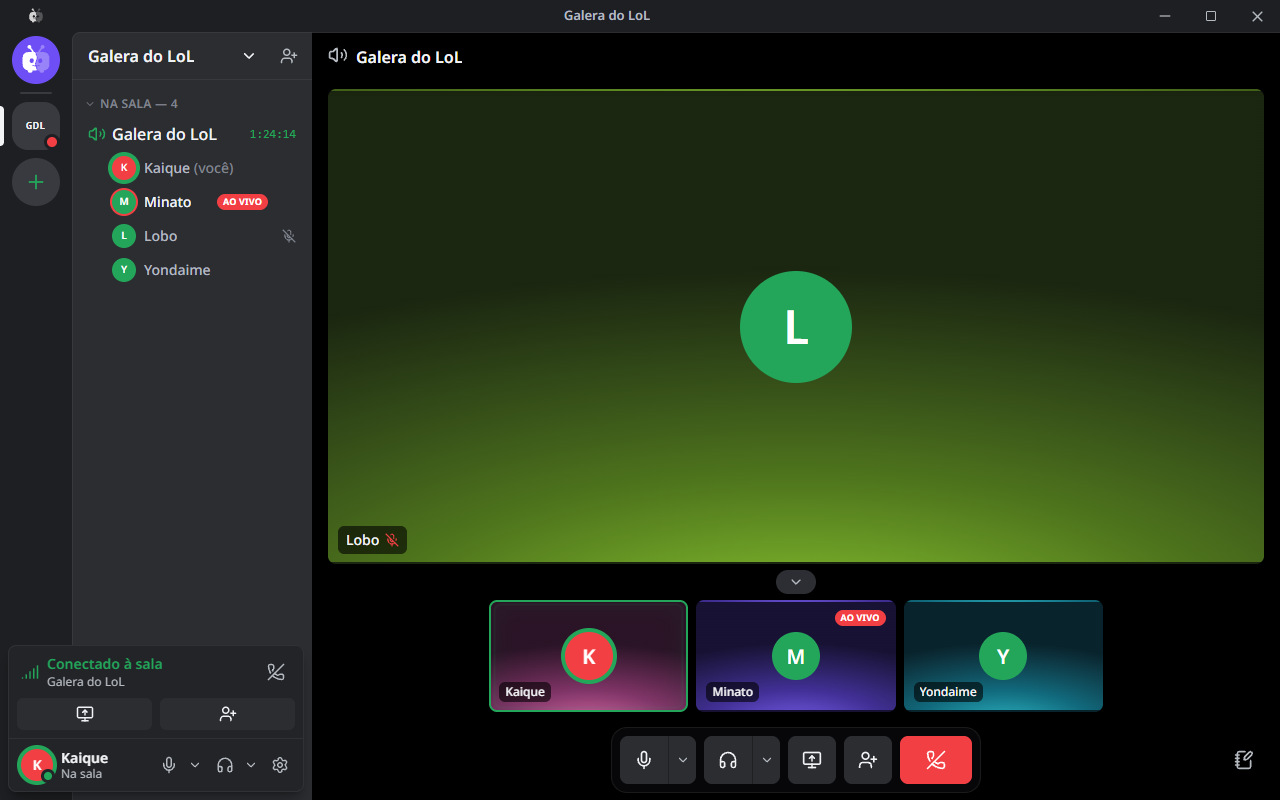 Galera do LoL
Galera do LoL
GDL
NA SALA — 4
Galera do LoL 1:24:14
K Kaique (você)
M Minato AO VIVO
L Lobo
Y Yondaime
Conectado à sala
Galera do LoL
K Kaique
Na sala
Galera do LoL
L
Lobo
K
Kaique
AO VIVO
M
Minato
Y
Yondaime